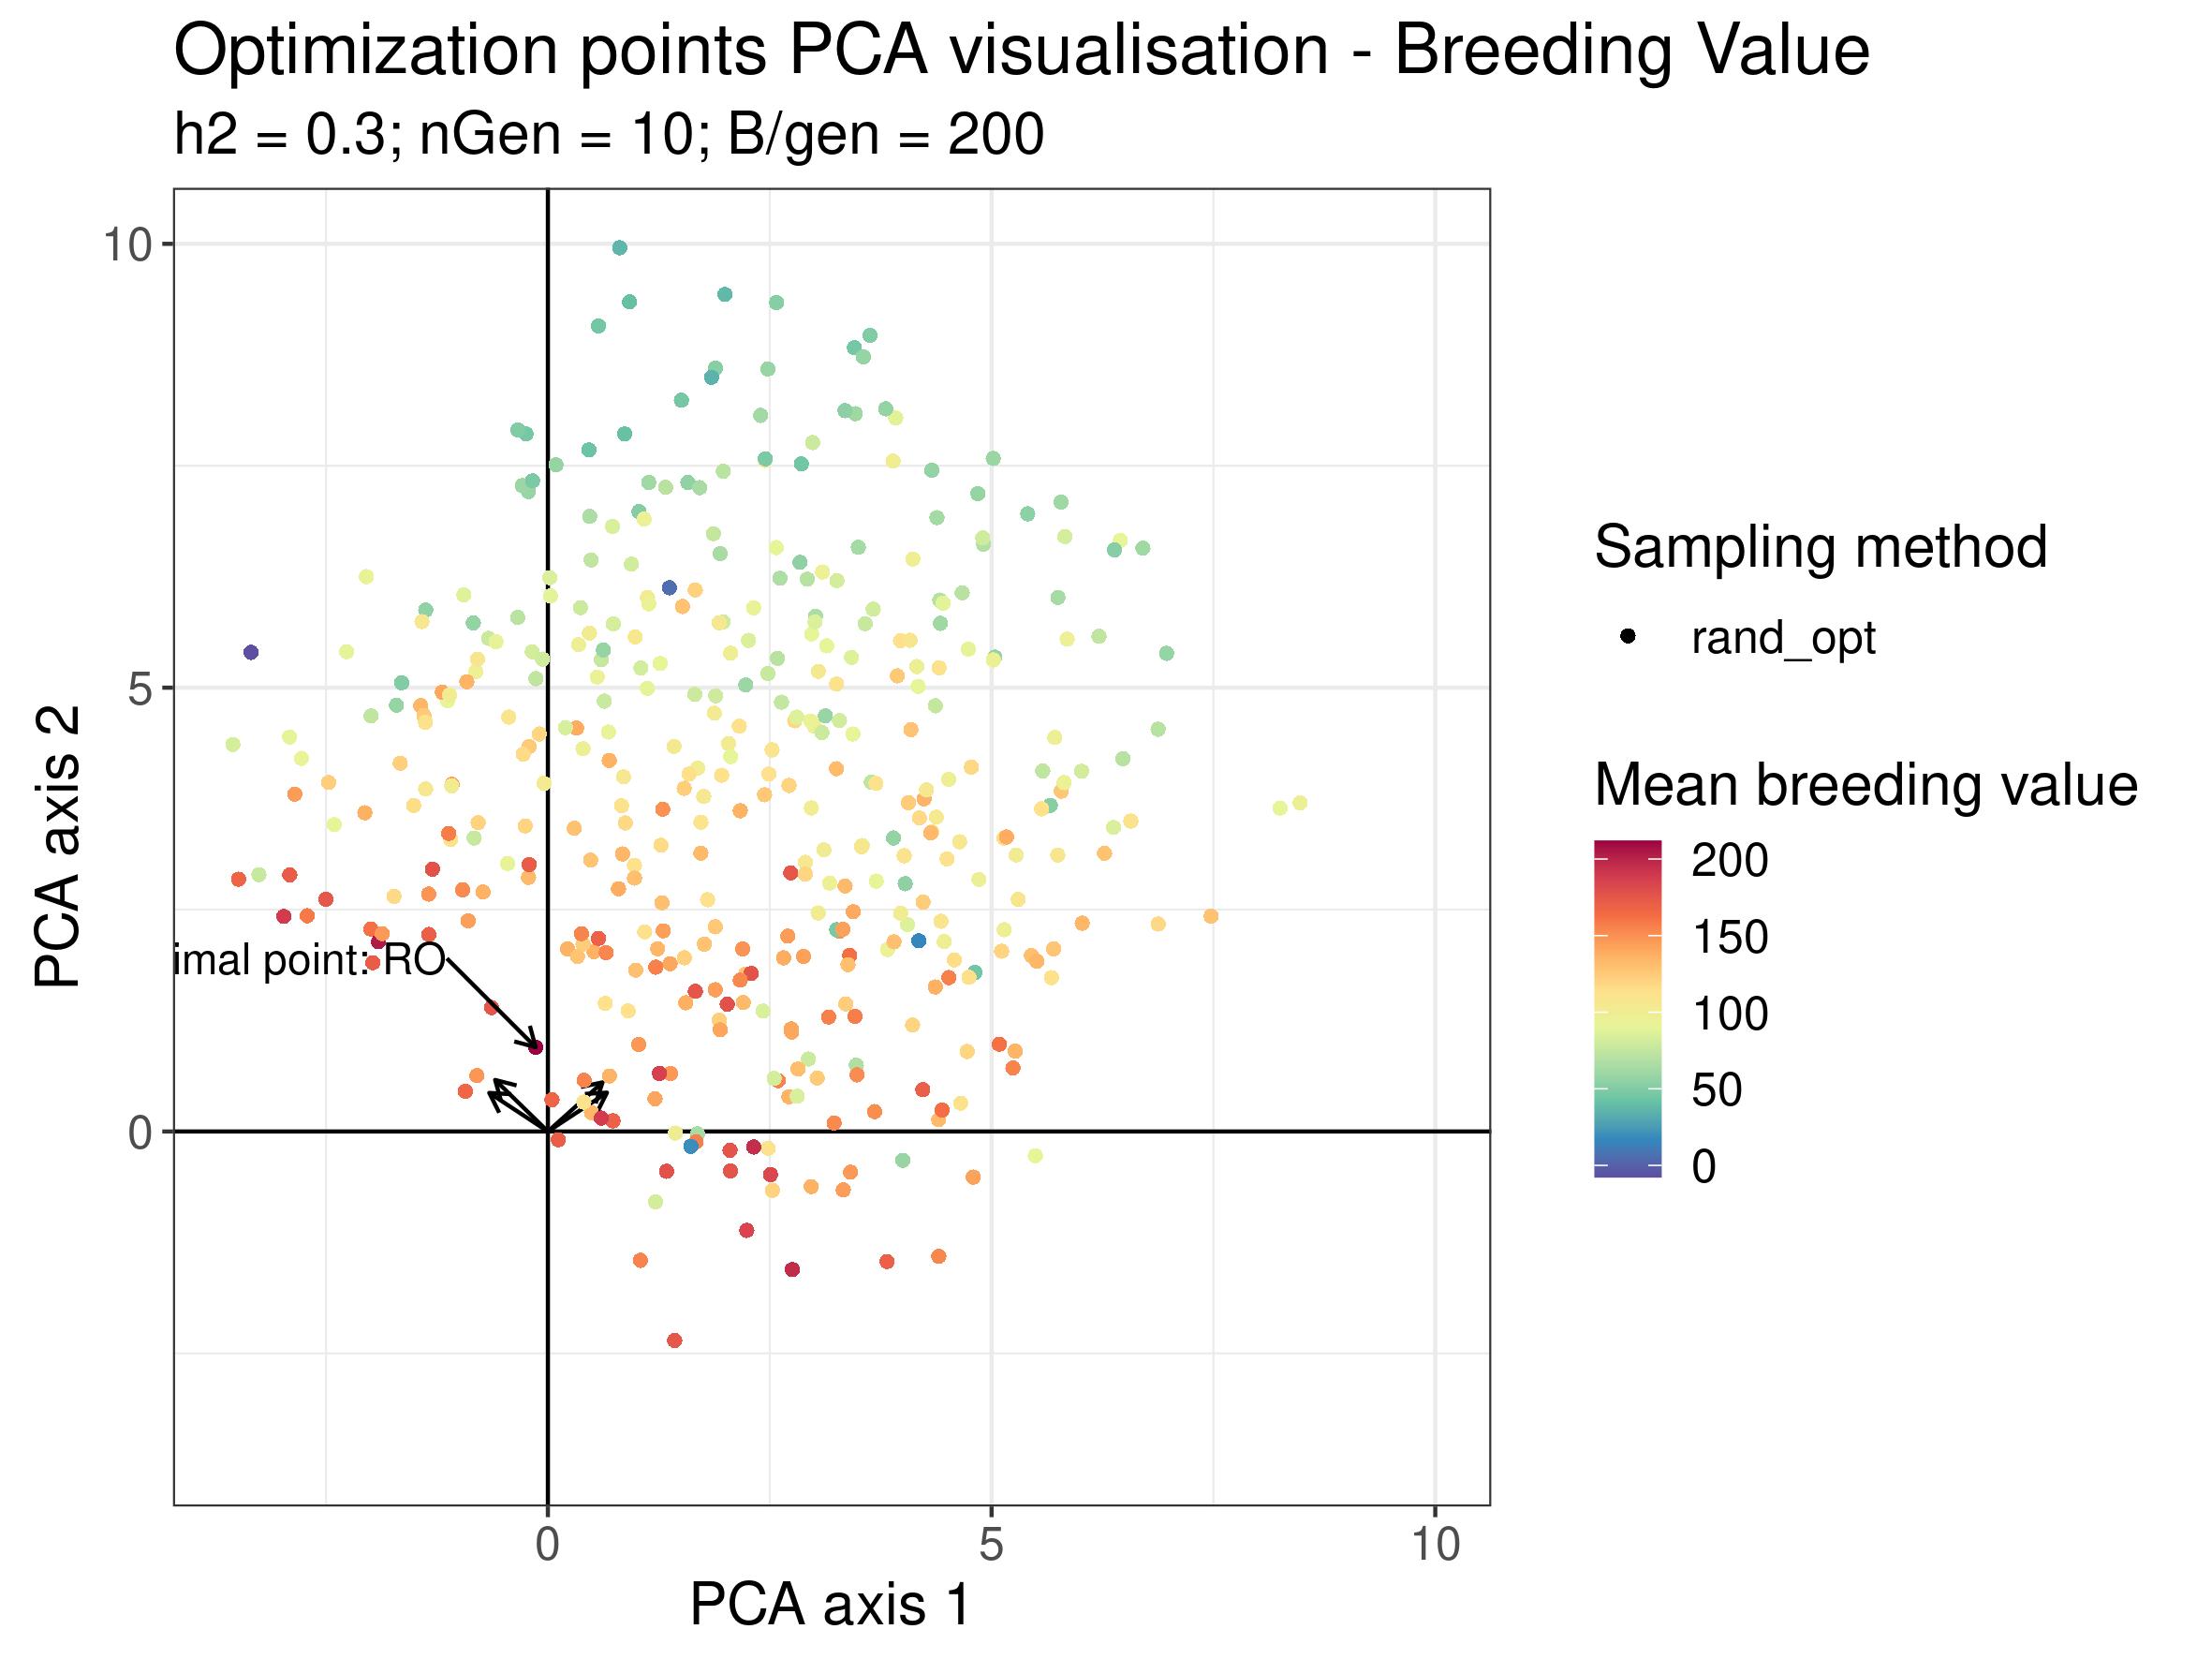 Optimization points PCA visualisation - Breeding Value
h2 = 0.3; nGen = 10; B/gen = 200
10
5
0
PCA axis 2
imal point: RO
0
5
10
PCA axis 1
Sampling method
rand_opt
Mean breeding value
200
150
100
50
0